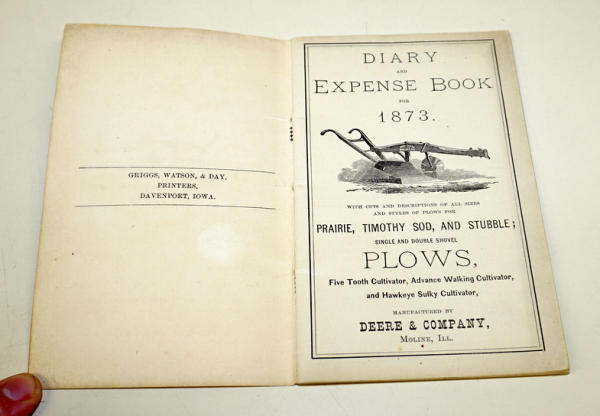 GRIGGS, WATSON, & DAY,
PRINTERS,
DAVENPORT, IOWA.
DIARY
AND
EXPENSE BOOK
FOR
1873.
WITH CUTS AND DESCRIPTIONS OF ALL SIZES
AND STYLES OF PLOWS FOR
PRAIRIE, TIMOTHY SOD, AND STUBBLE;
SINGLE AND DOUBLE SHOVEL
PLOWS,
Five Tooth Cultivator, Advance Walking Cultivator,
and Hawkeye Sulky Cultivator,
MANUFACTURED BY
DEERE & COMPANY,
MOLINE, ILL.